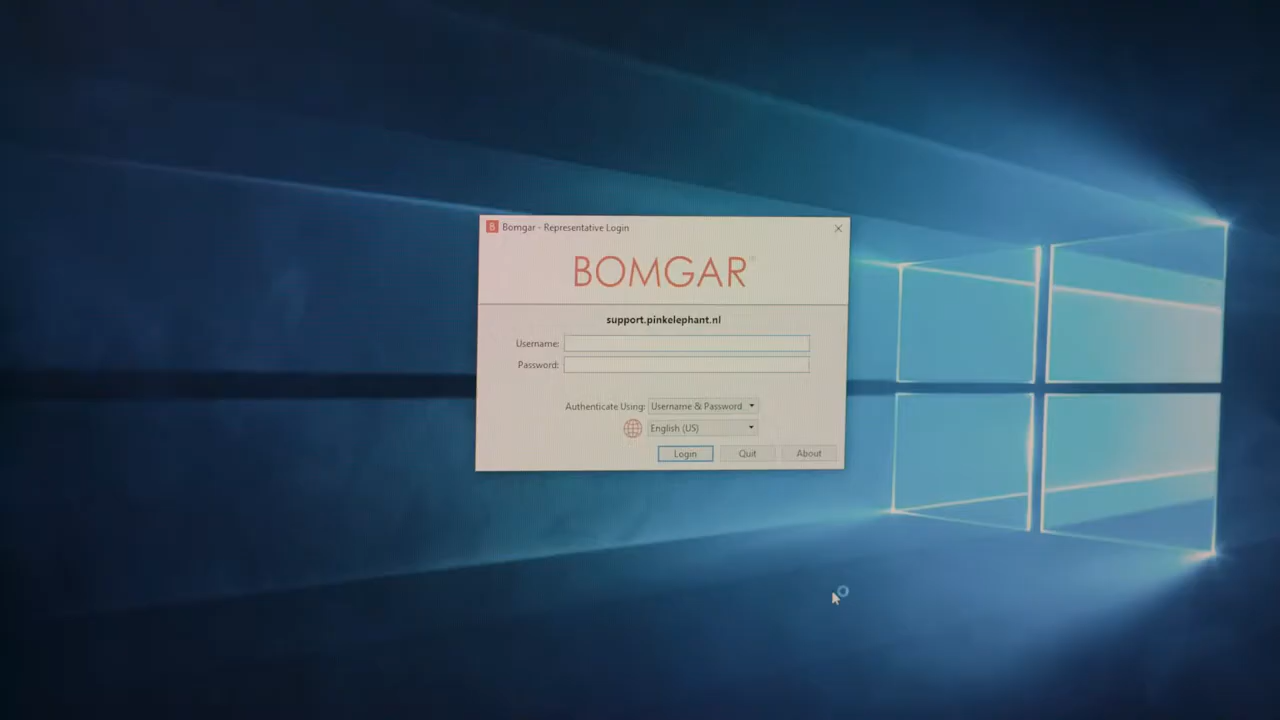 B Bomgar - Representative Login
BOMGAR
support.pinkelephant.nl
Username:
Password:
Authenticate Using: Username & Password
English (US)
Login Quit About